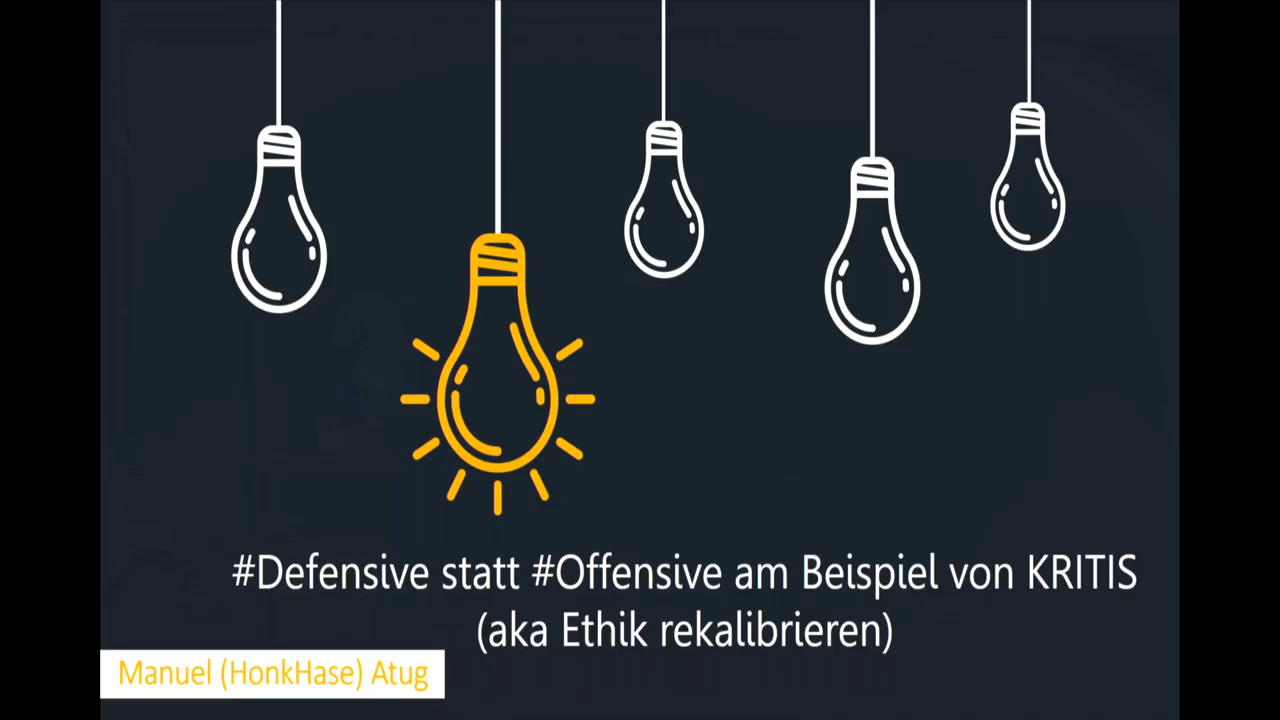 #Defensive statt #Offensive am Beispiel von KRITIS
(aka Ethik rekalibrieren)
Manuel (HonkHase) Atug